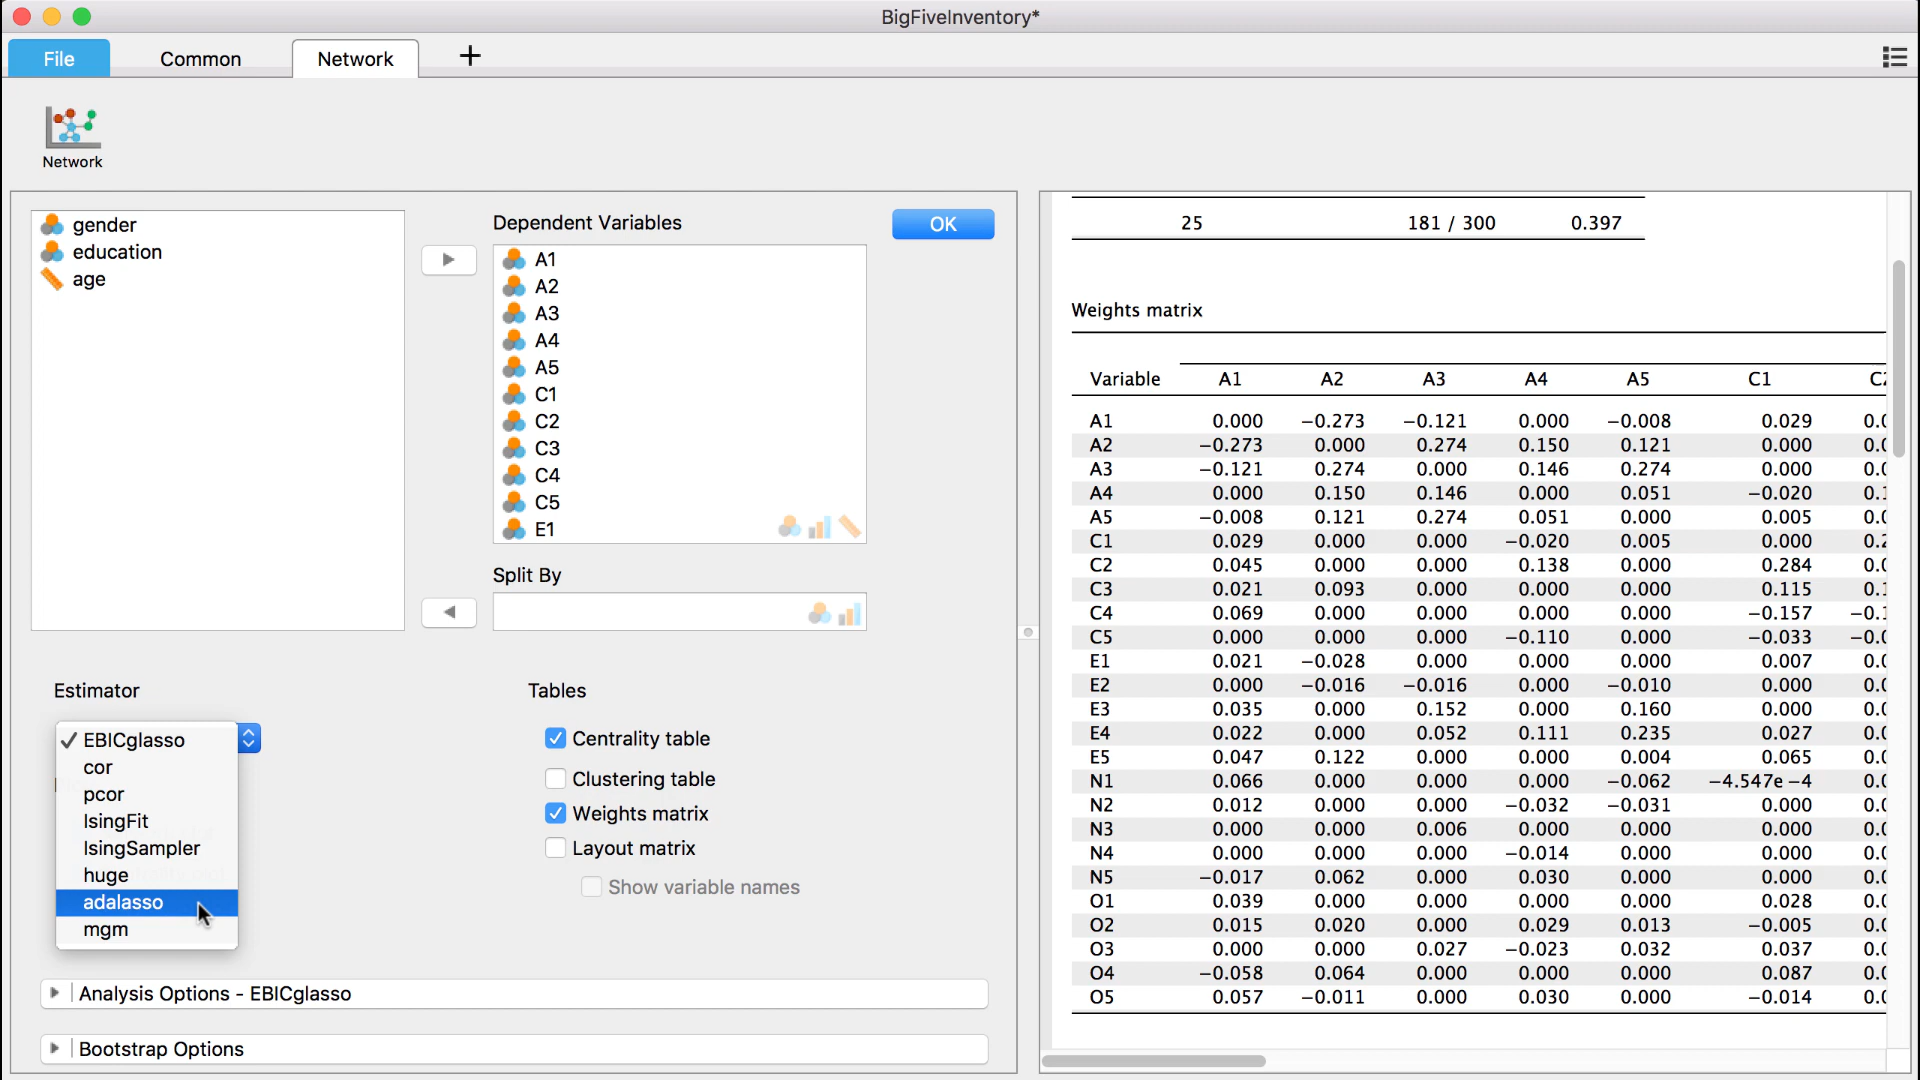 BigFiveInventory*
File
Common
Network
+
Network
gender
education
age
Dependent Variables
OK
A1
A2
A3
A4
A5
C1
C2
C3
C4
C5
E1
Split By
Estimator
✓ EBICglasso
cor
pcor
IsingFit
IsingSampler
huge
adalasso
mgm
Tables
Centrality table
Clustering table
Weights matrix
Layout matrix
Show variable names
Analysis Options - EBICglasso
Bootstrap Options
25 181 / 300 0.397
Weights matrix
Variable A1 A2 A3 A4 A5 C1
A1 0.000 −0.273 −0.121 0.000 −0.008 0.029
A2 −0.273 0.000 0.274 0.150 0.121 0.000
A3 −0.121 0.274 0.000 0.146 0.274 0.000
A4 0.000 0.150 0.146 0.000 0.051 −0.020
A5 −0.008 0.121 0.274 0.051 0.000 0.005
C1 0.029 0.000 0.000 −0.020 0.005 0.000
C2 0.045 0.000 0.000 0.138 0.000 0.284
C3 0.021 0.093 0.000 0.000 0.000 0.115
C4 0.069 0.000 0.000 0.000 0.000 −0.157
C5 0.000 0.000 0.000 −0.110 0.000 −0.033
E1 0.021 −0.028 0.000 0.000 0.000 0.007
E2 0.000 −0.016 −0.016 0.000 −0.010 0.000
E3 0.035 0.000 0.152 0.000 0.160 0.000
E4 0.022 0.000 0.052 0.111 0.235 0.027
E5 0.047 0.122 0.000 0.000 0.004 0.065
N1 0.066 0.000 0.000 0.000 −0.062 −4.547e −4
N2 0.012 0.000 0.000 −0.032 −0.031 0.000
N3 0.000 0.000 0.006 0.000 0.000 0.000
N4 0.000 0.000 0.000 −0.014 0.000 0.000
N5 −0.017 0.062 0.000 0.030 0.000 0.000
O1 0.039 0.000 0.000 0.000 0.000 0.028
O2 0.015 0.020 0.000 0.029 0.013 −0.005
O3 0.000 0.000 0.027 −0.023 0.032 0.037
O4 −0.058 0.064 0.000 0.000 0.000 0.087
O5 0.057 −0.011 0.000 0.030 0.000 −0.014